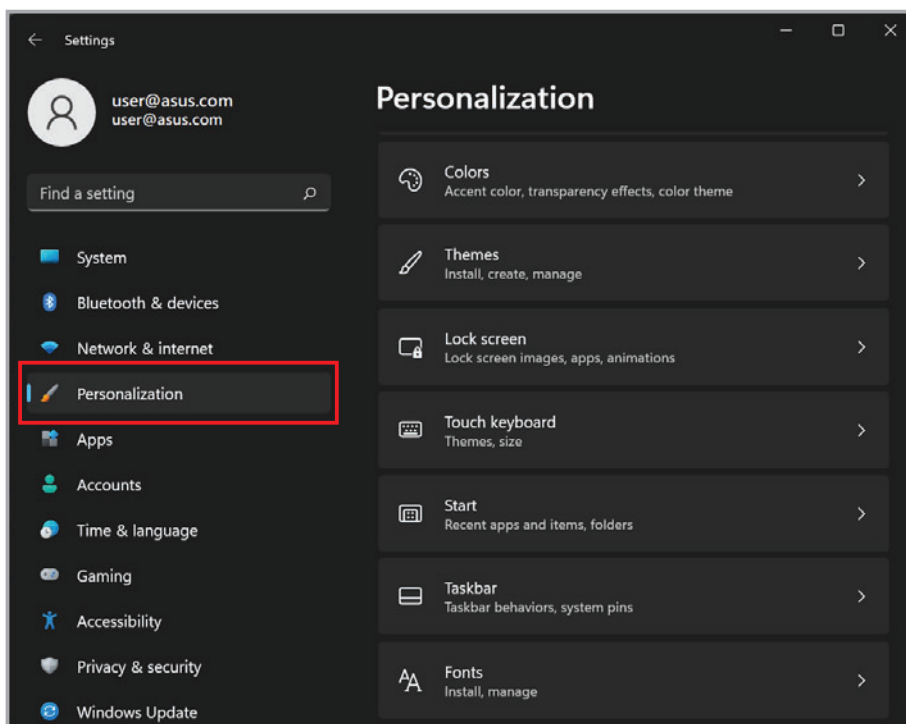 Settings
user@asus.com
user@asus.com
Find a setting
System
Bluetooth & devices
Network & internet
Personalization
Apps
Accounts
Time & language
Gaming
Accessibility
Privacy & security
Windows Update
Personalization
Colors
Accent color, transparency effects, color theme
Themes
Install, create, manage
Lock screen
Lock screen images, apps, animations
Touch keyboard
Themes, size
Start
Recent apps and items, folders
Taskbar
Taskbar behaviors, system pins
Fonts
Install, manage